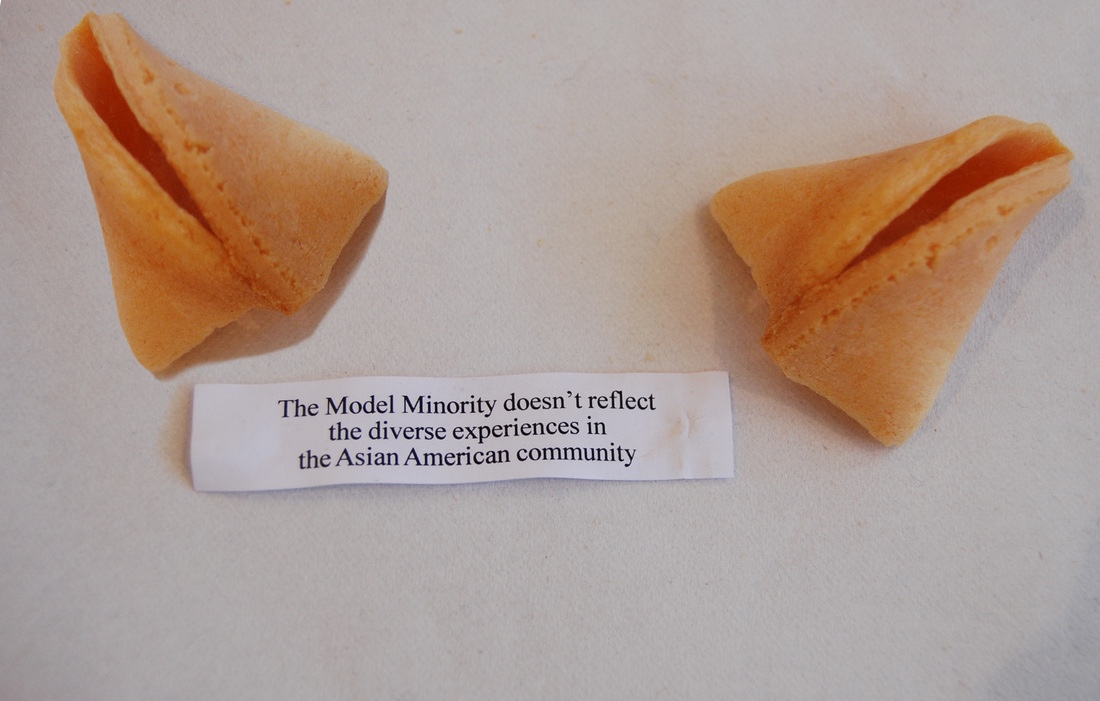 The Model Minority doesn't reflect
the diverse experiences in
the Asian American community